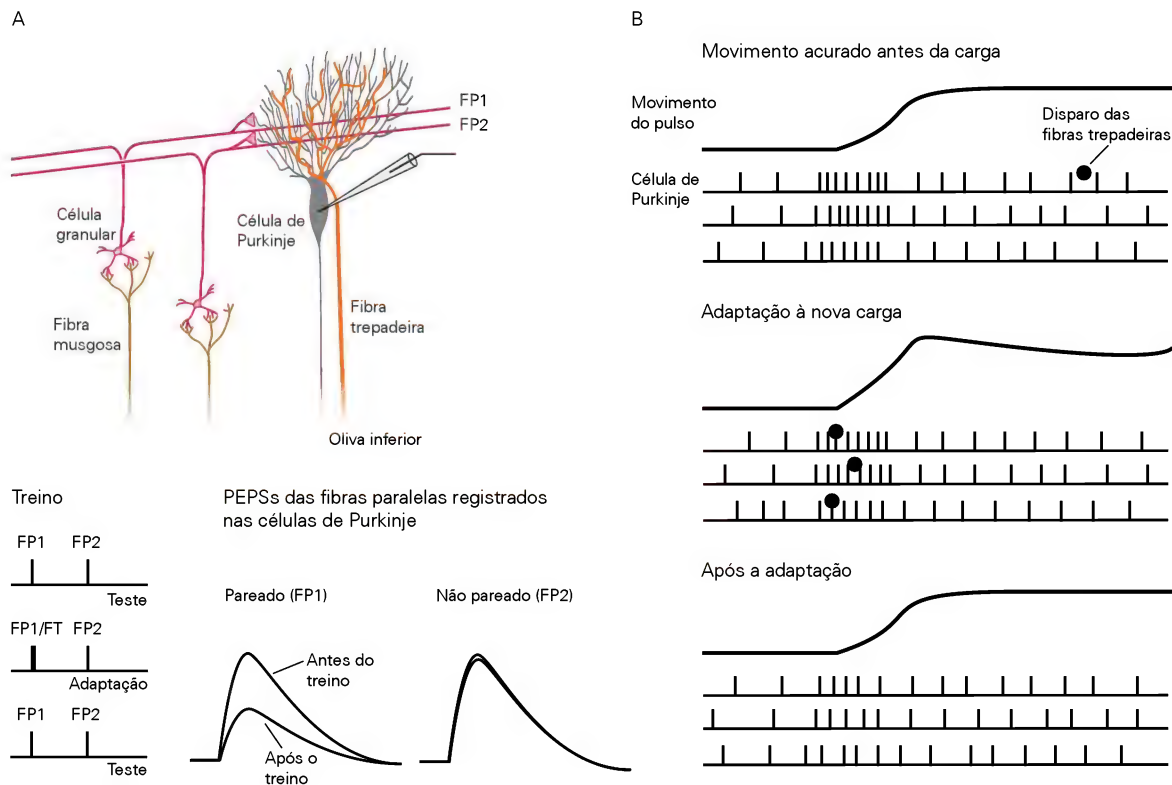 A
FP1
FP2
Célula
granular
Célula de
Purkinje
Fibra
musgosa
Fibra
trepadeira
Oliva inferior
Treino
FP1 FP2
Teste
FP1/FT FP2
Adaptação
FP1 FP2
Teste
PEPSs das fibras paralelas registrados
nas células de Purkinje
Pareado (FP1)
Não pareado (FP2)
Antes do
treino
Após o
treino
B
Movimento acurado antes da carga
Movimento
do pulso
Disparo das
fibras trepadeiras
Célula de
Purkinje
Adaptação à nova carga
Após a adaptação